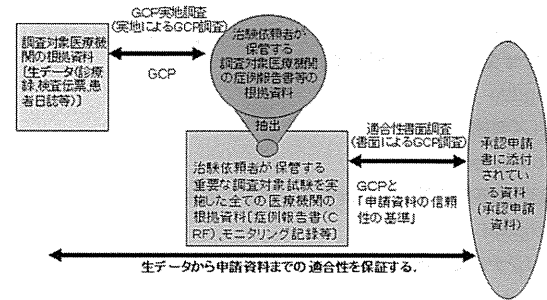 GCP実地調査
(実地によるGCP調査)
GCP
調査対象医療機
関の根拠資料
[生データ(診療
録,検査伝票,患
者日誌等)]
治験依頼者が
保管する
調査対象医療機関
の症例報告書等の
根拠資料
抽出
適合性書面調査
(書面によるGCP調査)
治験依頼者が 保管する
重要な調査対象試験を実
施した全ての 医療機関の
根拠資料[症例報告書(C
RF),モニタリング記録等]
GCPと
「申請資料の信頼
性の基準」
承認申請
書に添付
されてい
る資料
(承認申請
資料)
生データから申請資料までの 適合性を保証する.